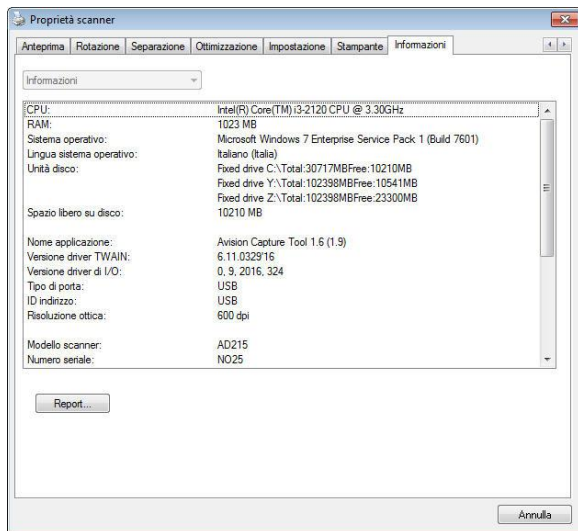 Proprietà scanner
Anteprima Rotazione Separazione Ottimizzazione Impostazione Stampante Informazioni
Informazioni
CPU: Intel(R) Core(TM) i3-2120 CPU @ 3.30GHz
RAM: 1023 MB
Sistema operativo: Microsoft Windows 7 Enterprise Service Pack 1 (Build 7601)
Lingua sistema operativo: Italiano (Italia)
Unità disco: Fixed drive C:\Total:30717MBFree:10210MB
Fixed drive Y:\Total:102398MBFree:10541MB
Fixed drive Z:\Total:102398MBFree:23300MB
Spazio libero su disco: 10210 MB
Nome applicazione: Avision Capture Tool 1.6 (1.9)
Versione driver TWAIN: 6.11.0329'16
Versione driver di I/O: 0, 9, 2016, 324
Tipo di porta: USB
ID indirizzo: USB
Risoluzione ottica: 600 dpi
Modello scanner: AD215
Numero seriale: NO25
Report...
Annulla